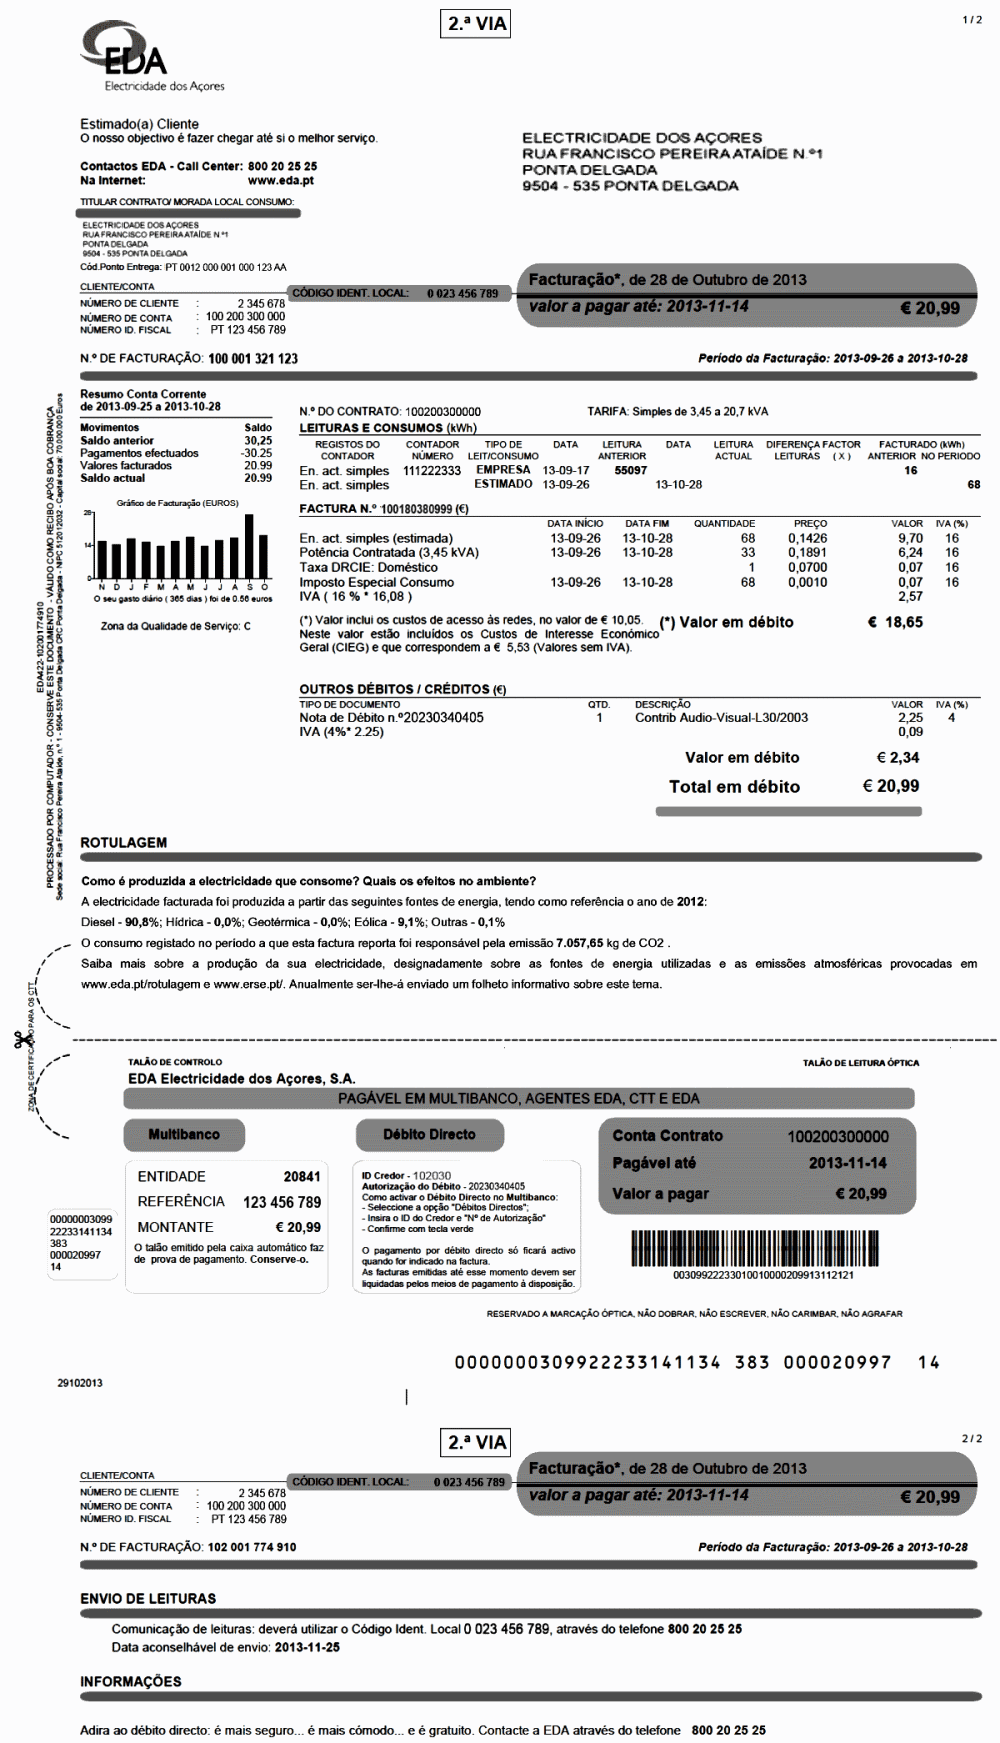 2.ª VIA
1 / 2
EDA
Electricidade dos Açores
Estimado(a) Cliente
O nosso objectivo é fazer chegar até si o melhor serviço.
Contactos EDA - Call Center: 800 20 25 25
Na Internet: www.eda.pt
ELECTRICIDADE DOS AÇORES
RUA FRANCISCO PEREIRA ATAÍDE N.º1
PONTA DELGADA
9504 - 535 PONTA DELGADA
TITULAR CONTRATO/ MORADA LOCAL CONSUMO:
ELECTRICIDADE DOS AÇORES
RUA FRANCISCO PEREIRA ATAÍDE N.º1
PONTA DELGADA
9504 - 535 PONTA DELGADA
Cód.Ponto Entrega: PT 0012 000 001 000 123 AA
CLIENTE/CONTA
CÓDIGO IDENT. LOCAL: 0 023 456 789
NÚMERO DE CLIENTE : 2 345 678
NÚMERO DE CONTA : 100 200 300 000
NÚMERO ID. FISCAL : PT 123 456 789
Facturação*, de 28 de Outubro de 2013
valor a pagar até: 2013-11-14 € 20,99
N.º DE FACTURAÇÃO: 100 001 321 123
Período da Facturação: 2013-09-26 a 2013-10-28
Resumo Conta Corrente
de 2013-09-25 a 2013-10-28
Movimentos Saldo
Saldo anterior 30,25
Pagamentos efectuados -30.25
Valores facturados 20.99
Saldo actual 20.99
Gráfico de Facturação (EUROS)
28
14
0
N D J F M A M J J A S O
O seu gasto diário ( 365 dias ) foi de 0.56 euros
Zona da Qualidade de Serviço: C
N.º DO CONTRATO: 100200300000 TARIFA: Simples de 3,45 a 20,7 kVA
LEITURAS E CONSUMOS (kWh)
REGISTOS DO CONTADOR TIPO DE DATA LEITURA DATA LEITURA DIFERENÇA FACTOR FACTURADO (kWh)
CONTADOR NÚMERO LEIT/CONSUMO ANTERIOR ACTUAL LEITURAS ( X ) ANTERIOR NO PERIODO
En. act. simples 111222333 EMPRESA 13-09-17 55097 16
En. act. simples ESTIMADO 13-09-26 13-10-28 68
FACTURA N.º 100180380999 (€)
DATA INÍCIO DATA FIM QUANTIDADE PREÇO VALOR IVA (%)
En. act. simples (estimada) 13-09-26 13-10-28 68 0,1426 9,70 16
Potência Contratada (3,45 kVA) 13-09-26 13-10-28 33 0,1891 6,24 16
Taxa DRCIE: Doméstico 1 0,0700 0,07 16
Imposto Especial Consumo 13-09-26 13-10-28 68 0,0010 0,07 16
IVA ( 16 % * 16,08 ) 2,57
(*) Valor inclui os custos de acesso às redes, no valor de € 10,05.
Neste valor estão incluídos os Custos de Interesse Económico
Geral (CIEG) e que correspondem a € 5,53 (Valores sem IVA).
(*) Valor em débito € 18,65
OUTROS DÉBITOS / CRÉDITOS (€)
TIPO DE DOCUMENTO QTD. DESCRIÇÃO VALOR IVA (%)
Nota de Débito n.º20230340405 1 Contrib Audio-Visual-L30/2003 2,25 4
IVA (4%* 2.25) 0,09
Valor em débito € 2,34
Total em débito € 20,99
EDA422-102001774910
PROCESSADO POR COMPUTADOR - CONSERVE ESTE DOCUMENTO - VÁLIDO COMO RECIBO APÓS BOA COBRANÇA
Sede social: Rua Francisco Pereira Ataíde, n.º 1 - 9504-535 Ponta Delgada CRC Ponta Delgada - NIPC 512012032 - Capital social: 70 000 000 Euros
ROTULAGEM
Como é produzida a electricidade que consome? Quais os efeitos no ambiente?
A electricidade facturada foi produzida a partir das seguintes fontes de energia, tendo como referência o ano de 2012:
Diesel - 90,8%; Hídrica - 0,0%; Geotérmica - 0,0%; Eólica - 9,1%; Outras - 0,1%
O consumo registado no período a que esta factura reporta foi responsável pela emissão 7.057,65 kg de CO2 .
Saiba mais sobre a produção da sua electricidade, designadamente sobre as fontes de energia utilizadas e as emissões atmosféricas provocadas em
www.eda.pt/rotulagem e www.erse.pt/. Anualmente ser-lhe-á enviado um folheto informativo sobre este tema.
ZONA DE CERTIFICAÇÃO PARA OS CTT
TALÃO DE CONTROLO
TALÃO DE LEITURA ÓPTICA
EDA Electricidade dos Açores, S.A.
PAGÁVEL EM MULTIBANCO, AGENTES EDA, CTT E EDA
Multibanco
ENTIDADE 20841
REFERÊNCIA 123 456 789
MONTANTE € 20,99
O talão emitido pela caixa automático faz
de prova de pagamento. Conserve-o.
Débito Directo
ID Credor - 102030
Autorização do Débito - 20230340405
Como activar o Débito Directo no Multibanco:
- Seleccione a opção "Débitos Directos";
- Insira o ID do Credor e "Nº de Autorização"
- Confirme com tecla verde
O pagamento por débito directo só ficará activo
quando for indicado na factura.
As facturas emitidas até esse momento devem ser
liquidadas pelos meios de pagamento à disposição.
Conta Contrato 100200300000
Pagável até 2013-11-14
Valor a pagar € 20,99
00000003099
22233141134
383
000020997
14
00309922233010010000209913112121
RESERVADO A MARCAÇÃO ÓPTICA, NÃO DOBRAR, NÃO ESCREVER, NÃO CARIMBAR, NÃO AGRAFAR
0000000309922233141134 383 000020997 14
29102013
2.ª VIA
2 / 2
CLIENTE/CONTA
CÓDIGO IDENT. LOCAL: 0 023 456 789
NÚMERO DE CLIENTE : 2 345 678
NÚMERO DE CONTA : 100 200 300 000
NÚMERO ID. FISCAL : PT 123 456 789
Facturação*, de 28 de Outubro de 2013
valor a pagar até: 2013-11-14 € 20,99
N.º DE FACTURAÇÃO: 102 001 774 910
Período da Facturação: 2013-09-26 a 2013-10-28
ENVIO DE LEITURAS
Comunicação de leituras: deverá utilizar o Código Ident. Local 0 023 456 789, através do telefone 800 20 25 25
Data aconselhável de envio: 2013-11-25
INFORMAÇÕES
Adira ao débito directo: é mais seguro... é mais cómodo... e é gratuito. Contacte a EDA através do telefone 800 20 25 25